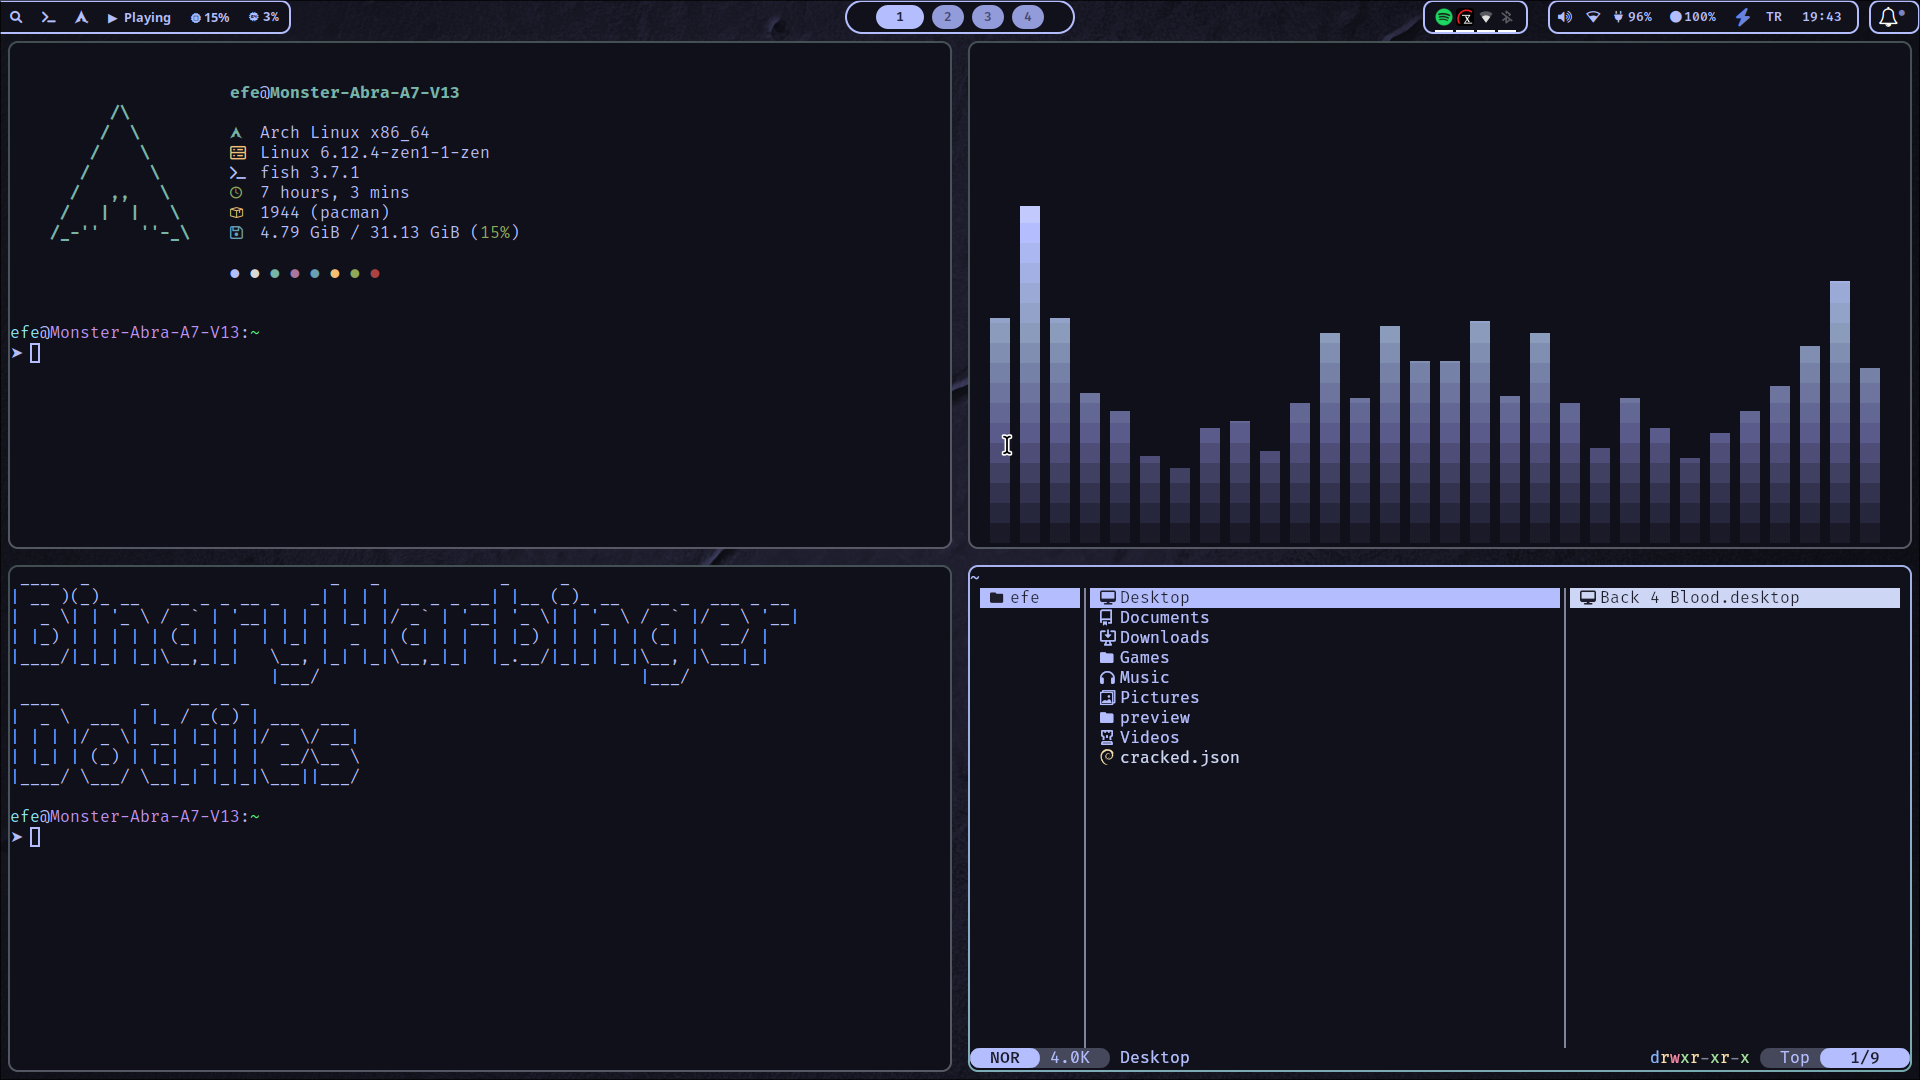 Playing 15% 3%
1 2 3 4
96% 100% TR 19:43
efe@Monster-Abra-A7-V13
Arch Linux x86_64
Linux 6.12.4-zen1-1-zen
fish 3.7.1
7 hours, 3 mins
1944 (pacman)
4.79 GiB / 31.13 GiB (15%)
efe@Monster-Abra-A7-V13:~
➤
BinaryHarbinger
Dotfiles
efe@Monster-Abra-A7-V13:~
➤
~
efe
Desktop
Documents
Downloads
Games
Music
Pictures
preview
Videos
cracked.json
Back 4 Blood.desktop
NOR 4.0K Desktop
drwxr-xr-x Top 1/9